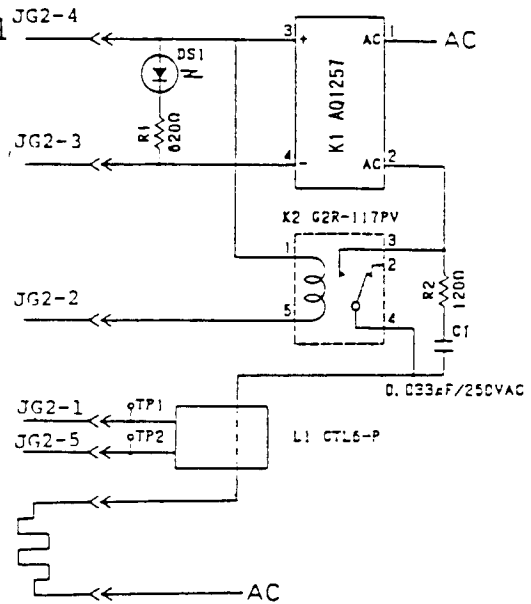 1
JG2-4
3
+
1
AC
AC
DS1
K1 AQ1257
R1
620Ω
JG2-3
4
-
AC
2
K2 G2R-117PV
1
3
2
R2
120Ω
JG2-2
5
4
C1
0.033µF/250VAC
JG2-1
TP1
JG2-5
TP2
L1 CTL6-P
AC